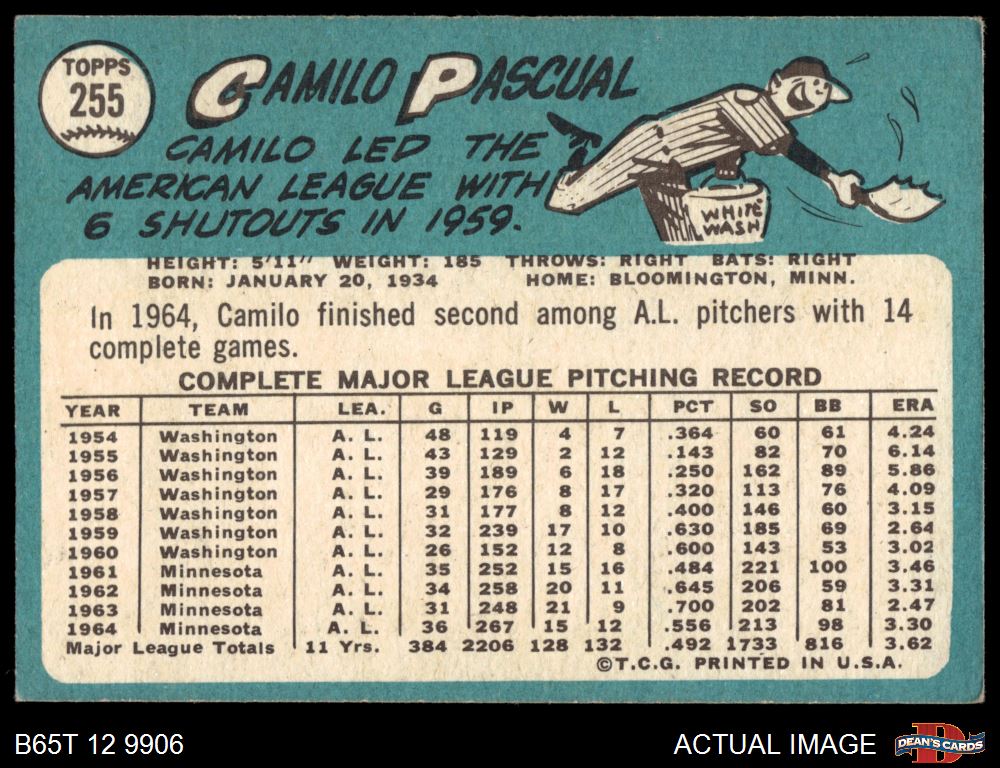 TOPPS
255
CAMILO PASCUAL
CAMILO LED THE
AMERICAN LEAGUE WITH
6 SHUTOUTS IN 1959.
WHITE
WASH
HEIGHT: 5'11" WEIGHT: 185 THROWS: RIGHT BATS: RIGHT
BORN: JANUARY 20, 1934 HOME: BLOOMINGTON, MINN.
In 1964, Camilo finished second among A.L. pitchers with 14
complete games.
COMPLETE MAJOR LEAGUE PITCHING RECORD
YEAR TEAM LEA. G IP W L PCT SO BB ERA
1954 Washington A. L. 48 119 4 7 .364 60 61 4.24
1955 Washington A. L. 43 129 2 12 .143 82 70 6.14
1956 Washington A. L. 39 189 6 18 .250 162 89 5.86
1957 Washington A. L. 29 176 8 17 .320 113 76 4.09
1958 Washington A. L. 31 177 8 12 .400 146 60 3.15
1959 Washington A. L. 32 239 17 10 .630 185 69 2.64
1960 Washington A. L. 26 152 12 8 .600 143 53 3.02
1961 Minnesota A. L. 35 252 15 16 .484 221 100 3.46
1962 Minnesota A. L. 34 258 20 11 .645 206 59 3.31
1963 Minnesota A. L. 31 248 21 9 .700 202 81 2.47
1964 Minnesota A. L. 36 267 15 12 .556 213 98 3.30
Major League Totals 11 Yrs. 384 2206 128 132 .492 1733 816 3.62
©T.C.G. PRINTED IN U.S.A.
B65T 12 9906
ACTUAL IMAGE
D
DEAN'S CARDS